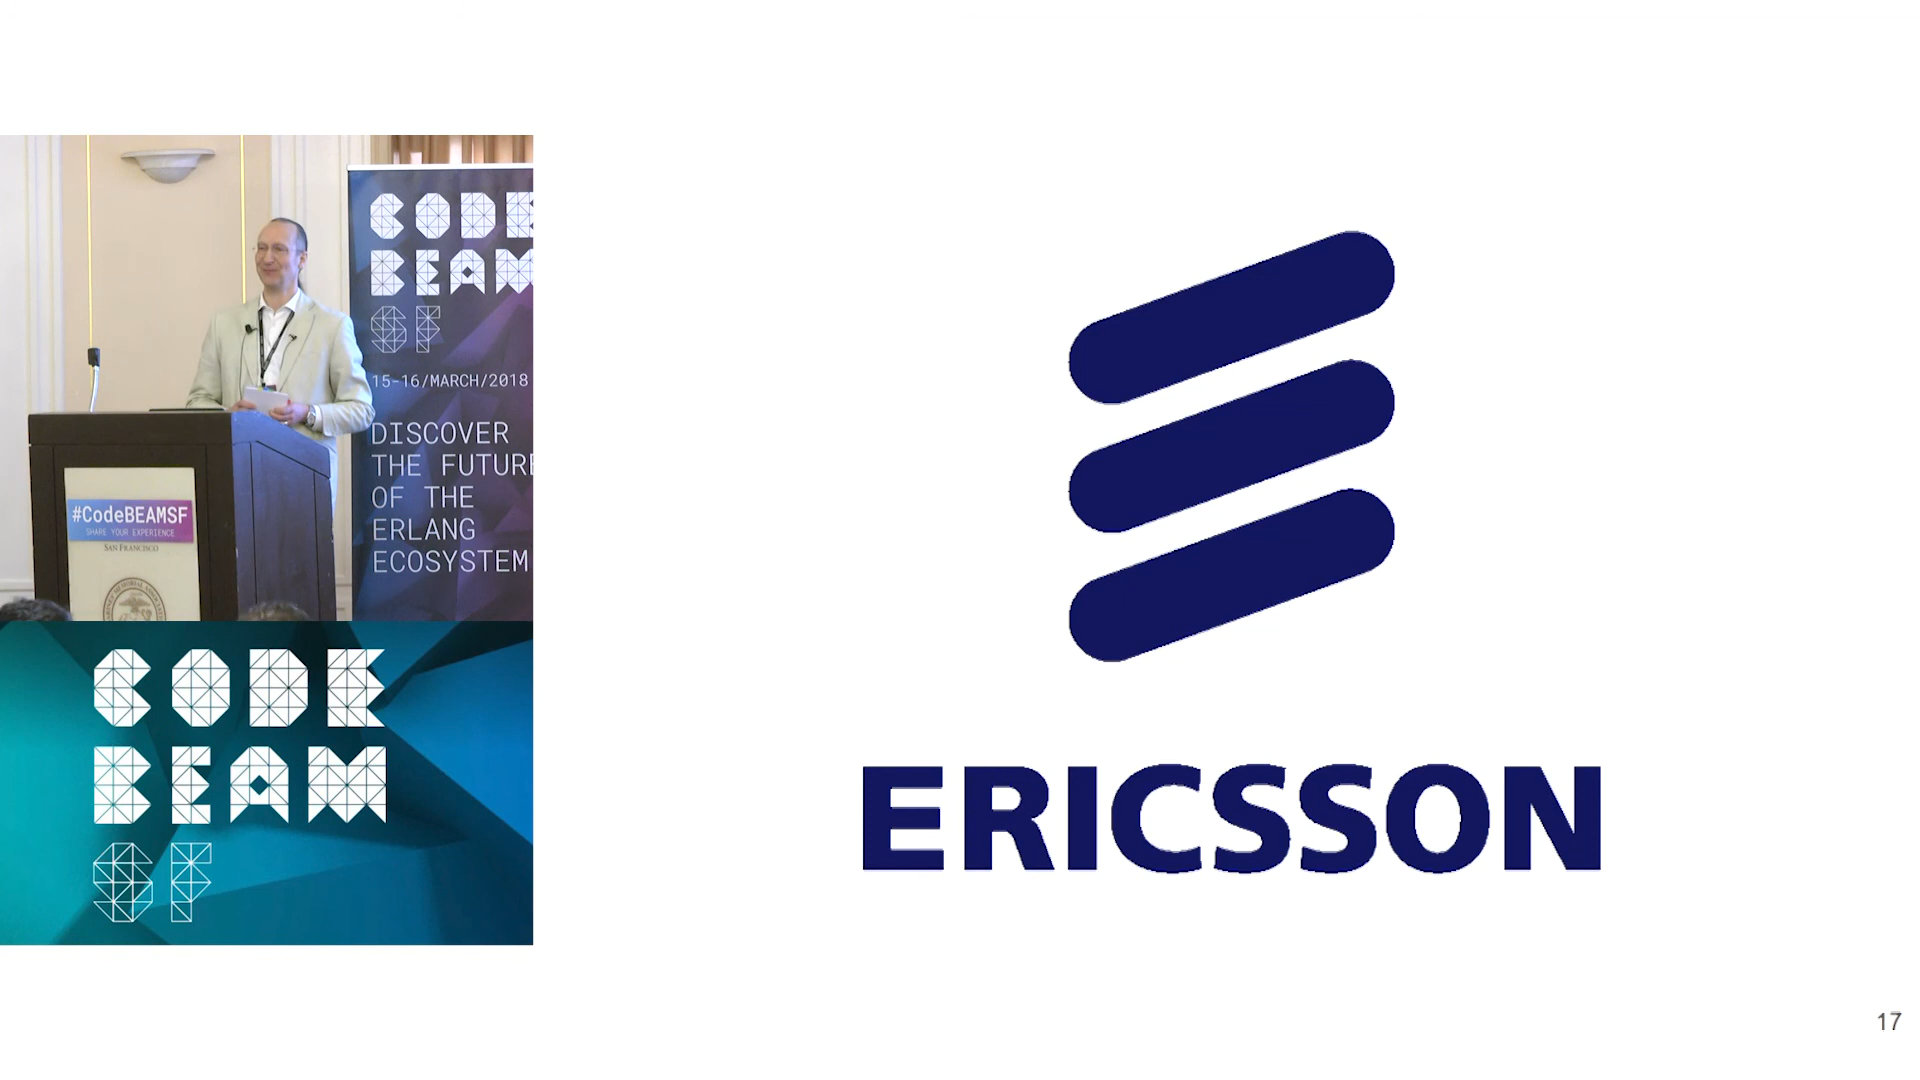 CODE
BEAM
SF
15-16/MARCH/2018
DISCOVER
THE FUTURE
OF THE
ERLANG
ECOSYSTEM
#CodeBEAMSF
SHARE YOUR EXPERIENCE
SAN FRANCISCO
CODE
BEAM
SF
ERICSSON
17